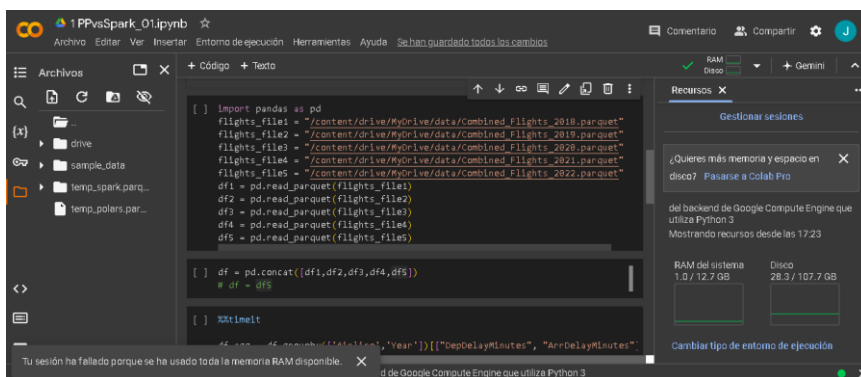 1 PPvsSpark_01.ipynb
Comentario Compartir J
Archivo Editar Ver Insertar Entorno de ejecución Herramientas Ayuda Se han guardado todos los cambios
Archivos
+ Código + Texto
RAM
Disco
+ Gemini
Recursos X
..
drive
sample_data
temp_spark.parq...
temp_polars.par...
{x}
<>
[ ] import pandas as pd
flights_file1 = "/content/drive/MyDrive/data/Combined_Flights_2018.parquet"
flights_file2 = "/content/drive/MyDrive/data/Combined_Flights_2019.parquet"
flights_file3 = "/content/drive/MyDrive/data/Combined_Flights_2020.parquet"
flights_file4 = "/content/drive/MyDrive/data/Combined_Flights_2021.parquet"
flights_file5 = "/content/drive/MyDrive/data/Combined_Flights_2022.parquet"
df1 = pd.read_parquet(flights_file1)
df2 = pd.read_parquet(flights_file2)
df3 = pd.read_parquet(flights_file3)
df4 = pd.read_parquet(flights_file4)
df5 = pd.read_parquet(flights_file5)
[ ] df = pd.concat([df1,df2,df3,df4,df5])
# df = df5
[ ] %%timeit
df.groupby(['Airline','Year'])[["DepDelayMinutes", "ArrDelayMinutes"]
Gestionar sesiones
¿Quieres más memoria y espacio en
disco? Pasarse a Colab Pro
del backend de Google Compute Engine que
utiliza Python 3
Mostrando recursos desde las 17:23
RAM del sistema Disco
1.0 / 12.7 GB 28.3 / 107.7 GB
Cambiar tipo de entorno de ejecución
Tu sesión ha fallado porque se ha usado toda la memoria RAM disponible. X
d de Google Compute Engine que utiliza Python 3